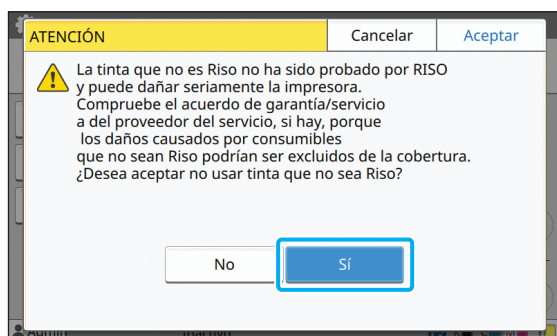 ATENCIÓN
Cancelar
Aceptar
La tinta que no es Riso no ha sido probado por RISO
y puede dañar seriamente la impresora.
Compruebe el acuerdo de garantía/servicio
a del proveedor del servicio, si hay, porque
los daños causados por consumibles
que no sean Riso podrían ser excluidos de la cobertura.
¿Desea aceptar no usar tinta que no sea Riso?
No
Sí
Admin